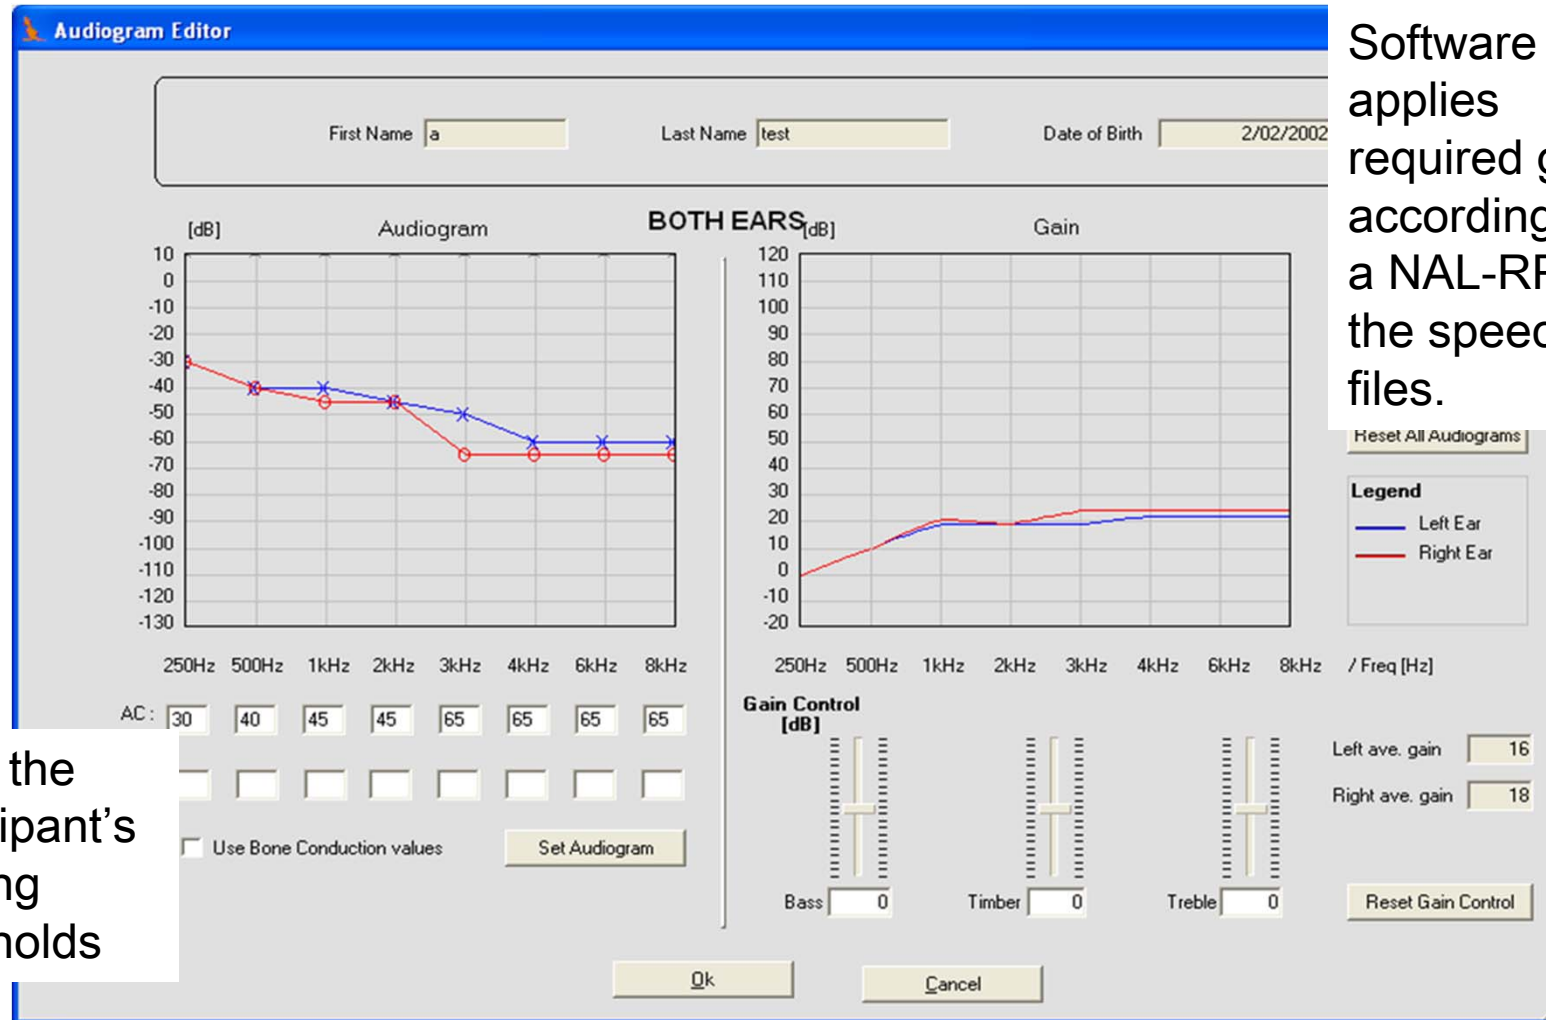 Audiogram Editor
Software
applies
required
according
a
the
files.
First Name a
Last Name test
Date of Birth 2/02/2002
BOTH EARS
[dB] Audiogram
10
0
-10
-20
-30
-40
-50
-60
-70
-80
-90
-100
-110
-120
-130
250Hz 500Hz 1kHz 2kHz 3kHz 4kHz 6kHz 8kHz
[dB] Gain
120
110
100
90
80
70
60
50
40
30
20
10
0
-10
-20
250Hz 500Hz 1kHz 2kHz 3kHz 4kHz 6kHz 8kHz / Freq [Hz]
Reset All Audiograms
Legend
Left Ear
Right Ear
AC : 30 40 45 45 65 65 65 65
the
Use Bone Conduction values
Set Audiogram
Gain Control
[dB]
Bass 0
Timber 0
Treble 0
Left ave. gain 16
Right ave. gain 18
Reset Gain Control
Ok
Cancel